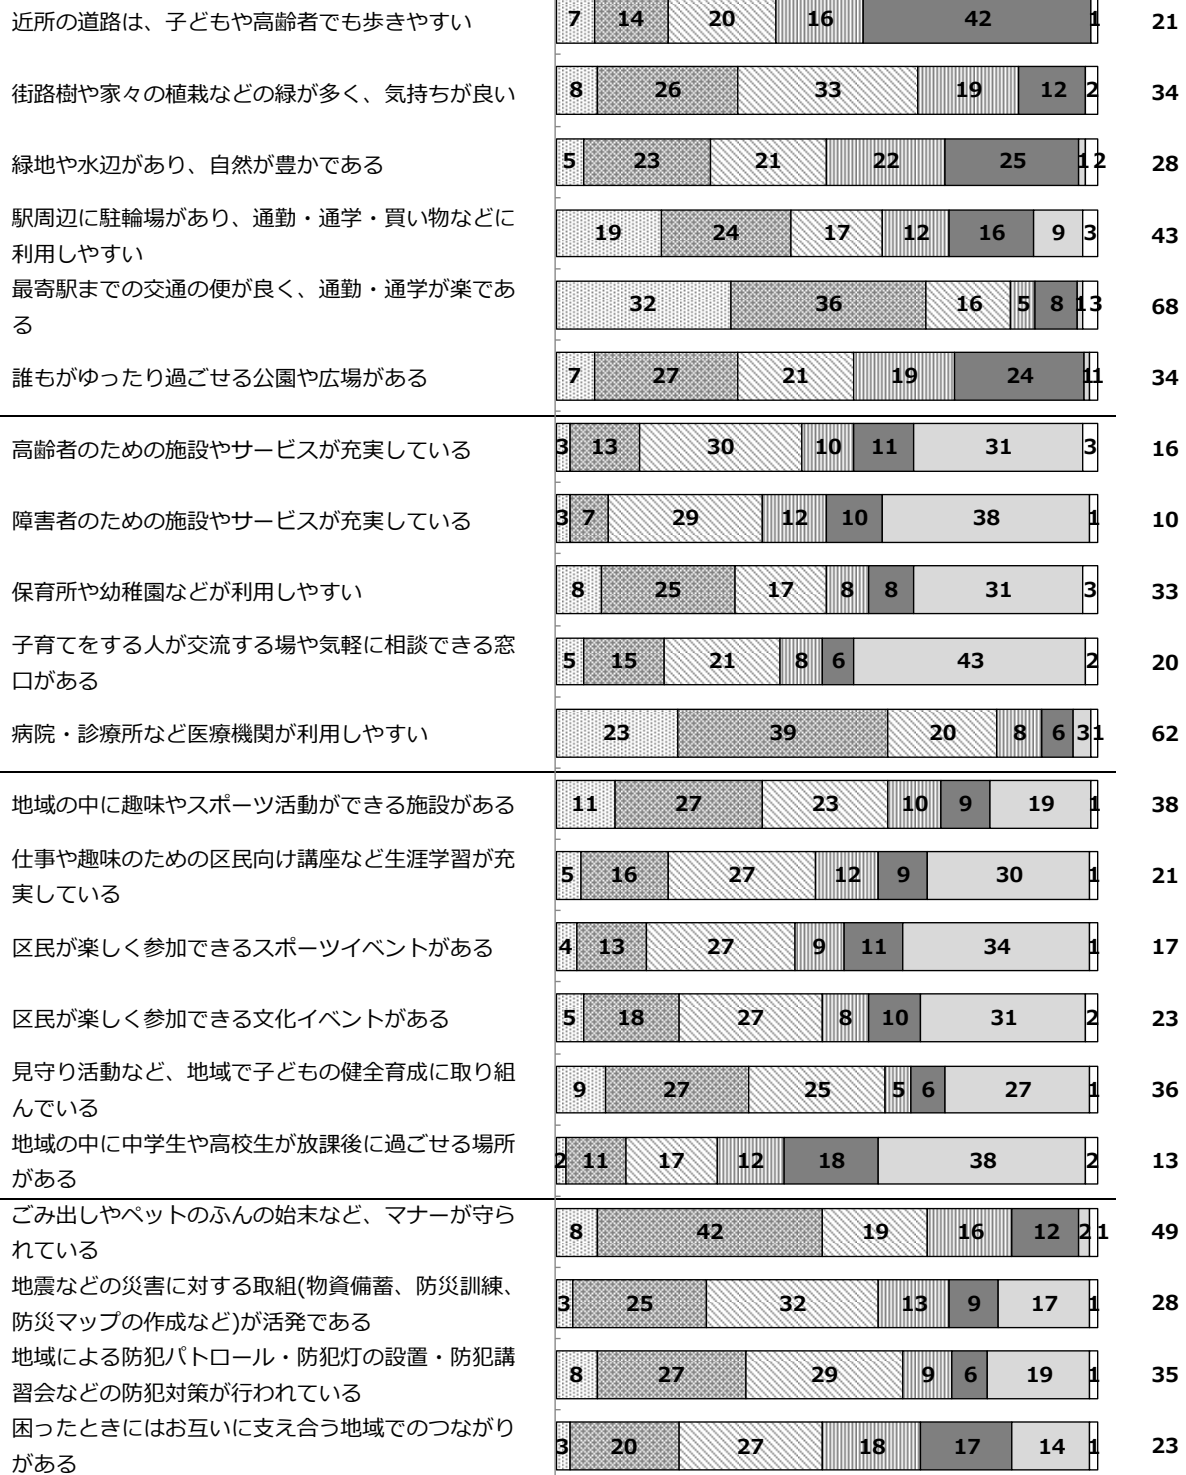 近所の道路は、子どもや高齢者でも歩きやすい 7 14 20 16 42 1 21
街路樹や家々の植栽などの緑が多く、気持ちが良い 8 26 33 19 12 2 34
緑地や水辺があり、自然が豊かである 5 23 21 22 25 1 2 28
駅周辺に駐輪場があり、通勤・通学・買い物などに
利用しやすい 19 24 17 12 16 9 3 43
最寄駅までの交通の便が良く、通勤・通学が楽であ
る 32 36 16 5 8 1 3 68
誰もがゆったり過ごせる公園や広場がある 7 27 21 19 24 1 1 34
高齢者のための施設やサービスが充実している 3 13 30 10 11 31 3 16
障害者のための施設やサービスが充実している 3 7 29 12 10 38 1 10
保育所や幼稚園などが利用しやすい 8 25 17 8 8 31 3 33
子育てをする人が交流する場や気軽に相談できる窓
口がある 5 15 21 8 6 43 2 20
病院・診療所など医療機関が利用しやすい 23 39 20 8 6 3 1 62
地域の中に趣味やスポーツ活動ができる施設がある 11 27 23 10 9 19 1 38
仕事や趣味のための区民向け講座など生涯学習が充
実している 5 16 27 12 9 30 1 21
区民が楽しく参加できるスポーツイベントがある 4 13 27 9 11 34 1 17
区民が楽しく参加できる文化イベントがある 5 18 27 8 10 31 2 23
見守り活動など、地域で子どもの健全育成に取り組
んでいる 9 27 25 5 6 27 1 36
地域の中に中学生や高校生が放課後に過ごせる場所
がある 2 11 17 12 18 38 2 13
ごみ出しやペットのふんの始末など、マナーが守ら
れている 8 42 19 16 12 2 1 49
地震などの災害に対する取組(物資備蓄、防災訓練、
防災マップの作成など)が活発である 3 25 32 13 9 17 1 28
地域による防犯パトロール・防犯灯の設置・防犯講
習会などの防犯対策が行われている 8 27 29 9 6 19 1 35
困ったときにはお互いに支え合う地域でのつながり
がある 3 20 27 18 17 14 1 23